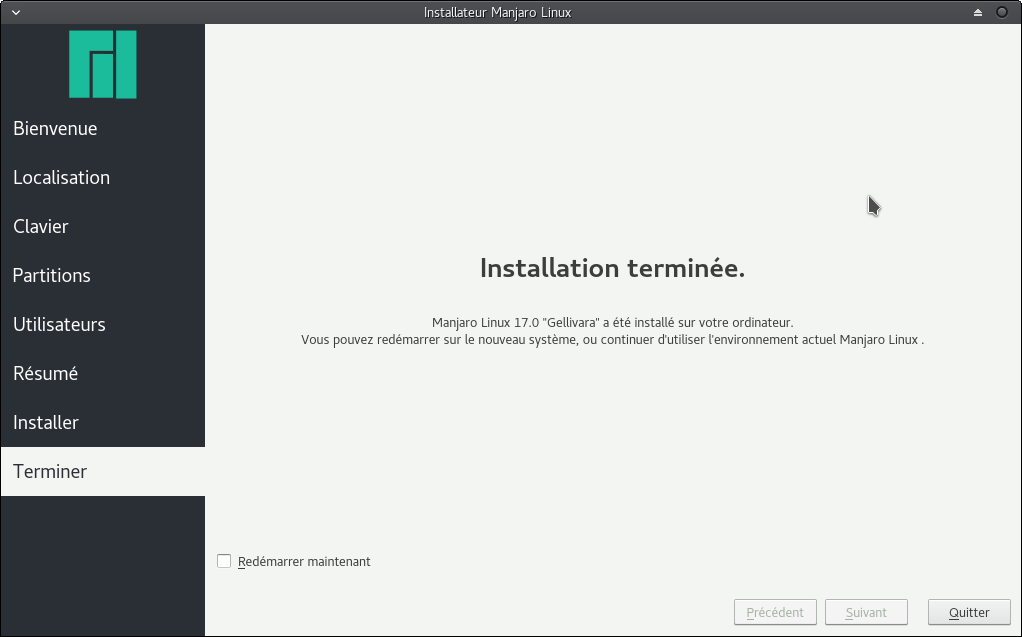 Installateur Manjaro Linux
Bienvenue
Localisation
Clavier
Partitions
Utilisateurs
Résumé
Installer
Terminer
Installation terminée.
Manjaro Linux 17.0 "Gellivara" a été installé sur votre ordinateur.
Vous pouvez redémarrer sur le nouveau système, ou continuer d'utiliser l'environnement actuel Manjaro Linux .
Redémarrer maintenant
Précédent
Suivant
Quitter